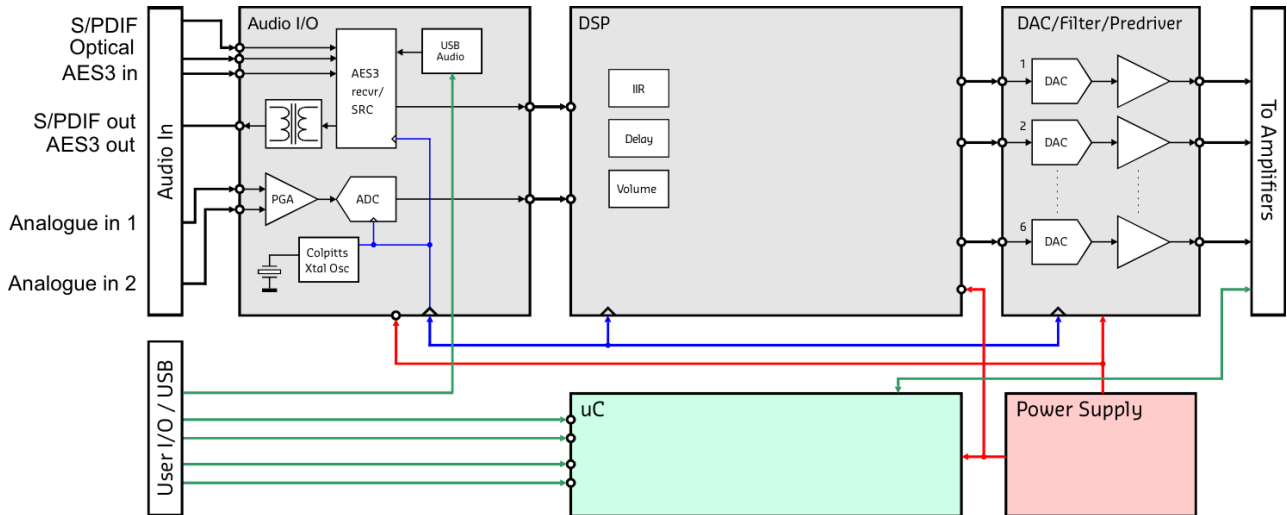 S/PDIF
Optical
AES3 in
S/PDIF out
AES3 out
Analogue in 1
Analogue in 2
Audio In
Audio I/O
AES3
recvr/
SRC
USB
Audio
PGA
ADC
Colpitts
Xtal Osc
DSP
IIR
Delay
Volume
DAC/Filter/Predriver
1
DAC
2
DAC
6
DAC
To Amplifiers
User I/O / USB
uC
Power Supply